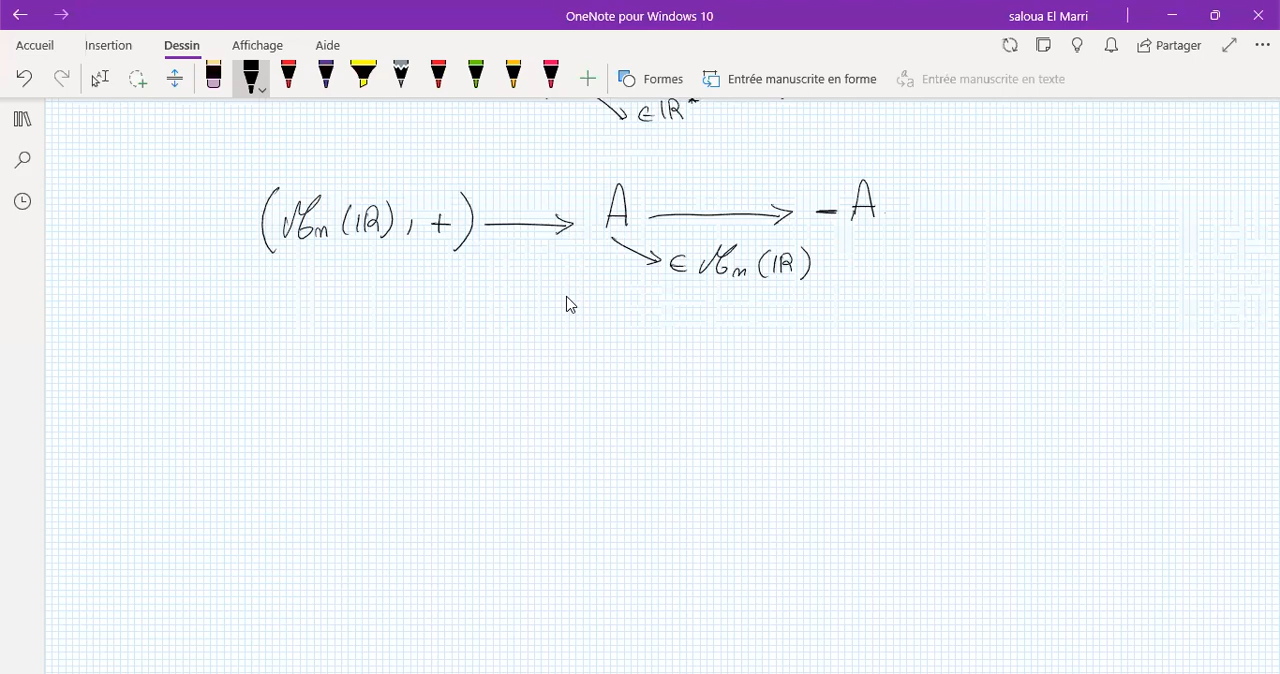 OneNote pour Windows 10
saloua El Marri
Accueil Insertion Dessin Affichage Aide
Partager
Formes Entrée manuscrite en forme Entrée manuscrite en texte
∈ ℝ*
(ℳn(ℝ), +) ⟶ A ⟶ -A
∈ ℳn(ℝ)